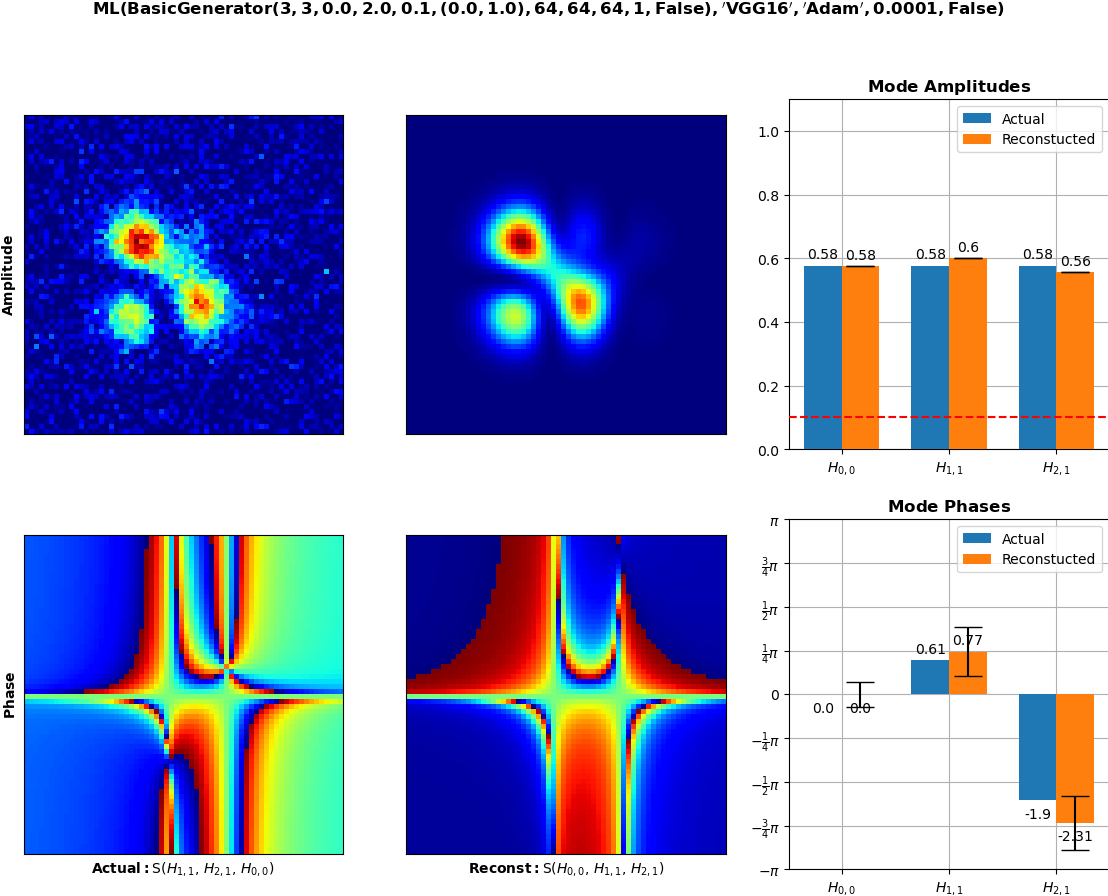 ML(BasicGenerator(3, 3, 0.0, 2.0, 0.1, (0.0, 1.0), 64, 64, 64, 1, False), ′VGG16′, ′Adam′, 0.0001, False)
Amplitude
Mode Amplitudes
Actual
Reconstucted
1.0
0.8
0.6
0.4
0.2
0.0
0.58
0.58
0.58
0.6
0.58
0.56
H0,0
H1,1
H2,1
Phase
Actual: S(H1,1, H2,1, H0,0)
Reconst: S(H0,0, H1,1, H2,1)
Mode Phases
Actual
Reconstucted
π
3/4π
1/2π
1/4π
0
−1/4π
−1/2π
−3/4π
−π
0.0
0.0
0.61
0.77
-1.9
-2.31
H0,0
H1,1
H2,1